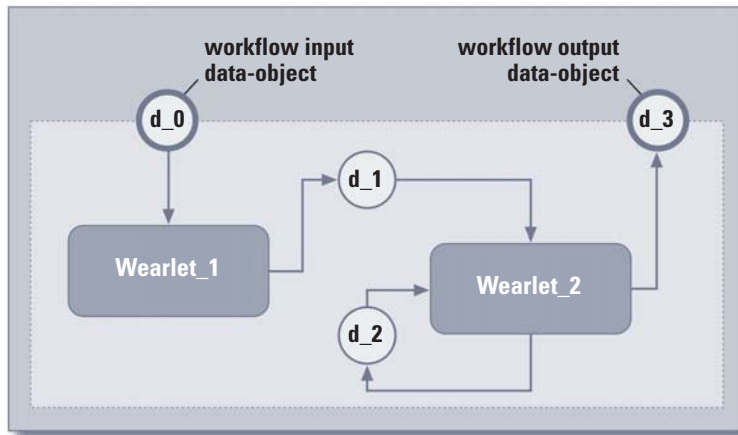 workflow input
data-object
workflow output
data-object
d_0
d_3
d_1
Wearlet_1
Wearlet_2
d_2